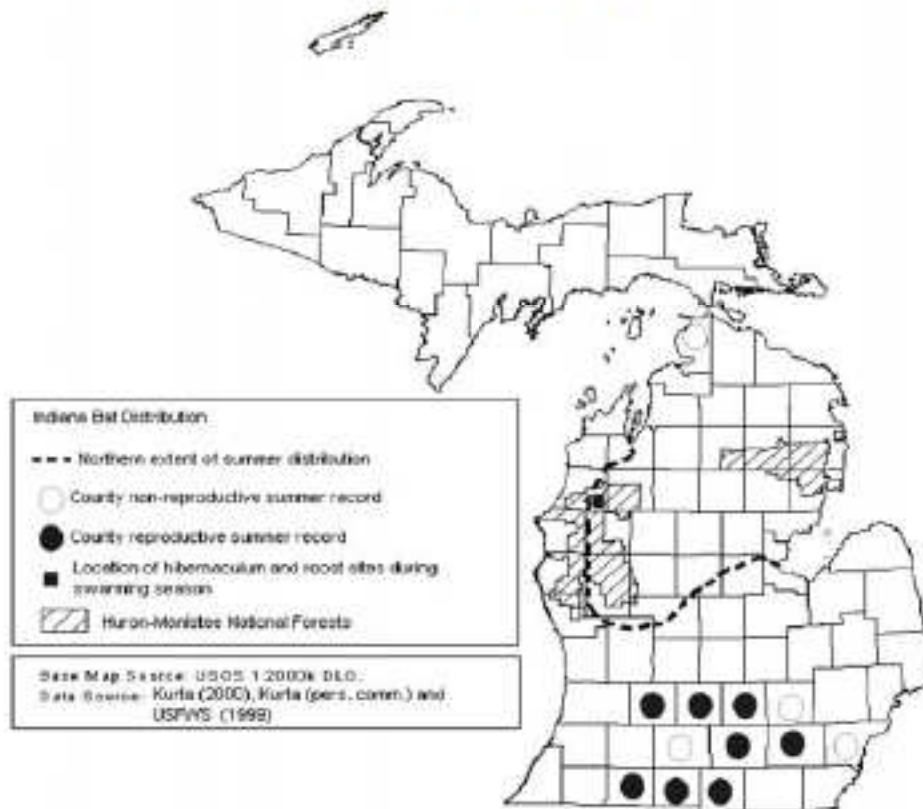 Indiana Bat Distribution
Northern extent of summer distribution
County non-reproductive summer record
County reproductive summer record
Location of hibernaculum and roost sites during
swarming season
Huron-Manistee National Forests
Base Map Source: USGS 1:2000k DLG.
Data Source: Kurta (2000), Kurta (pers. comm.) and
USFWS (1999)